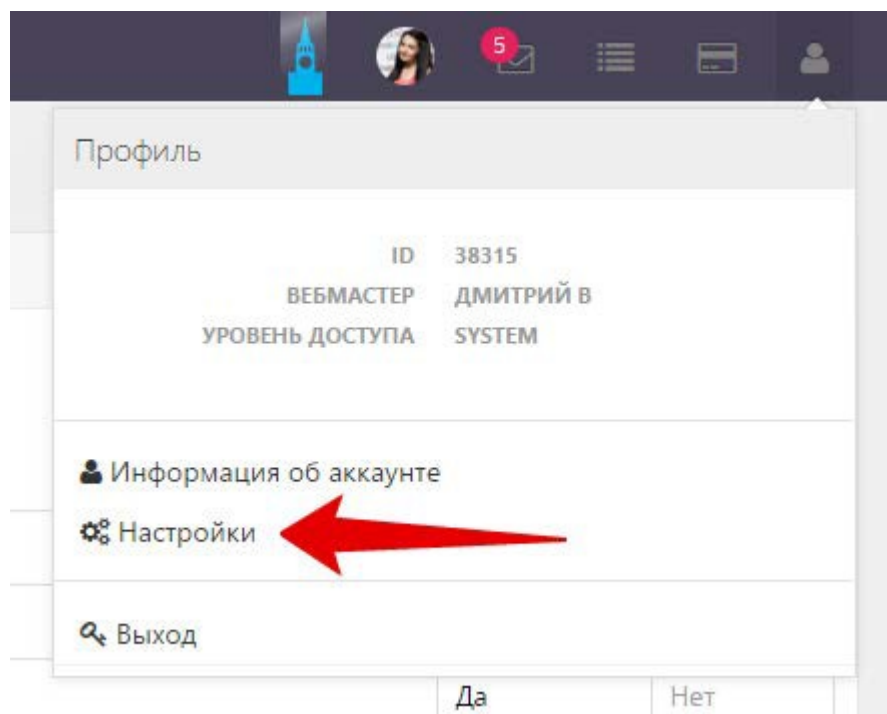 5
Профиль
ID 38315
ВЕБМАСТЕР ДМИТРИЙ В
УРОВЕНЬ ДОСТУПА SYSTEM
Информация об аккаунте
Настройки
Выход
Да Нет